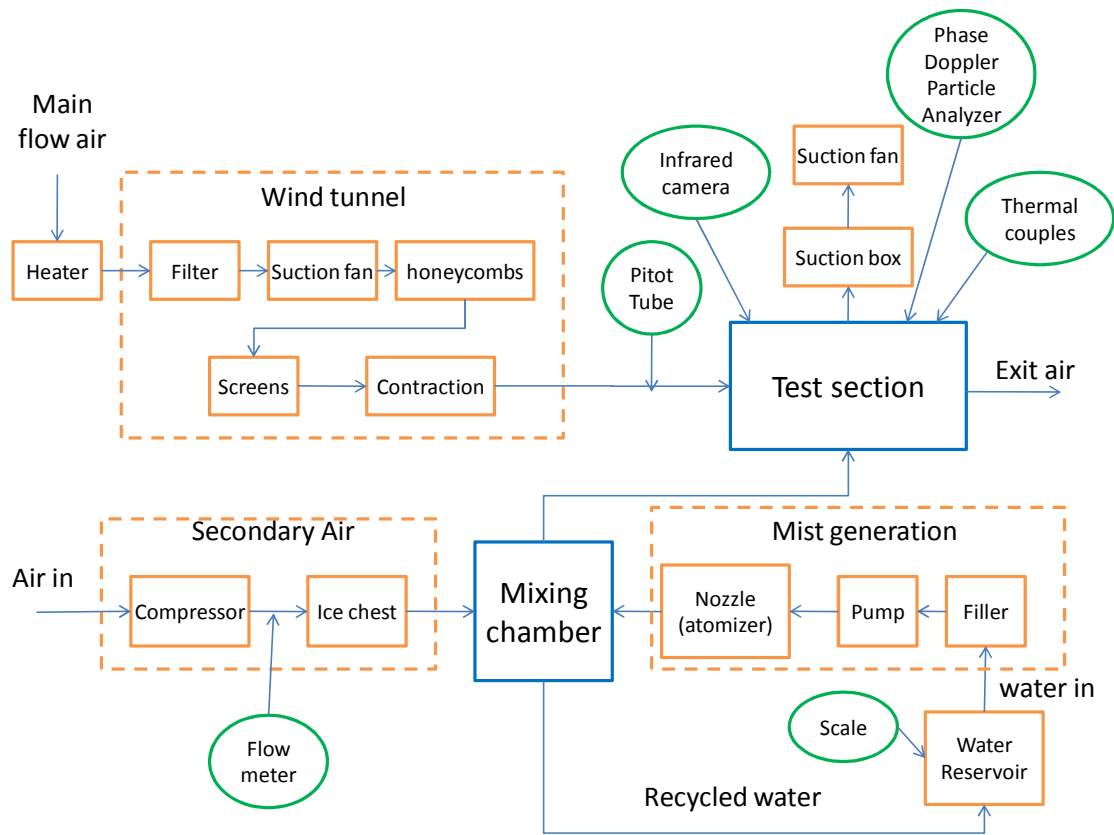 Phase
Doppler
Particle
Analyzer
Main
flow air
Infrared
camera
Suction fan
Wind tunnel
Thermal
couples
Heater
Filter
Suction fan
honeycombs
Suction box
Pitot
Tube
Screens
Contraction
Test section
Exit air
Secondary Air
Mist generation
Air in
Compressor
Ice chest
Mixing
chamber
Nozzle
(atomizer)
Pump
Filler
water in
Flow
meter
Scale
Water
Reservoir
Recycled water